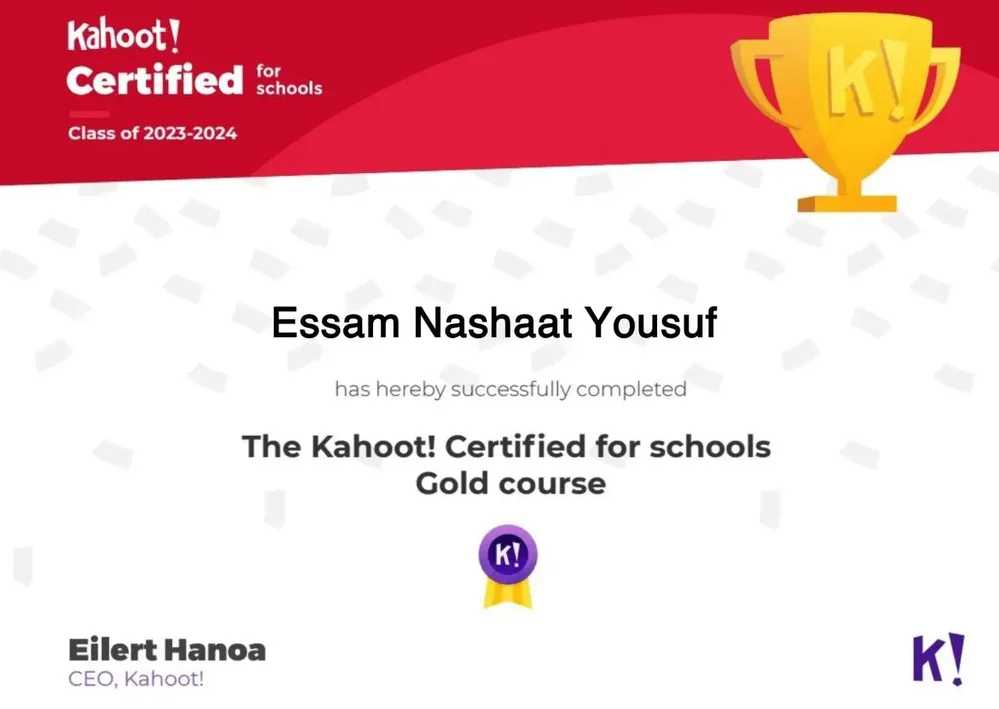 Kahoot!
Certified for schools
Class of 2023-2024
K!
Essam Nashaat Yousuf
has hereby successfully completed
The Kahoot! Certified for schools
Gold course
K!
Eilert Hanoa
CEO, Kahoot!
K!